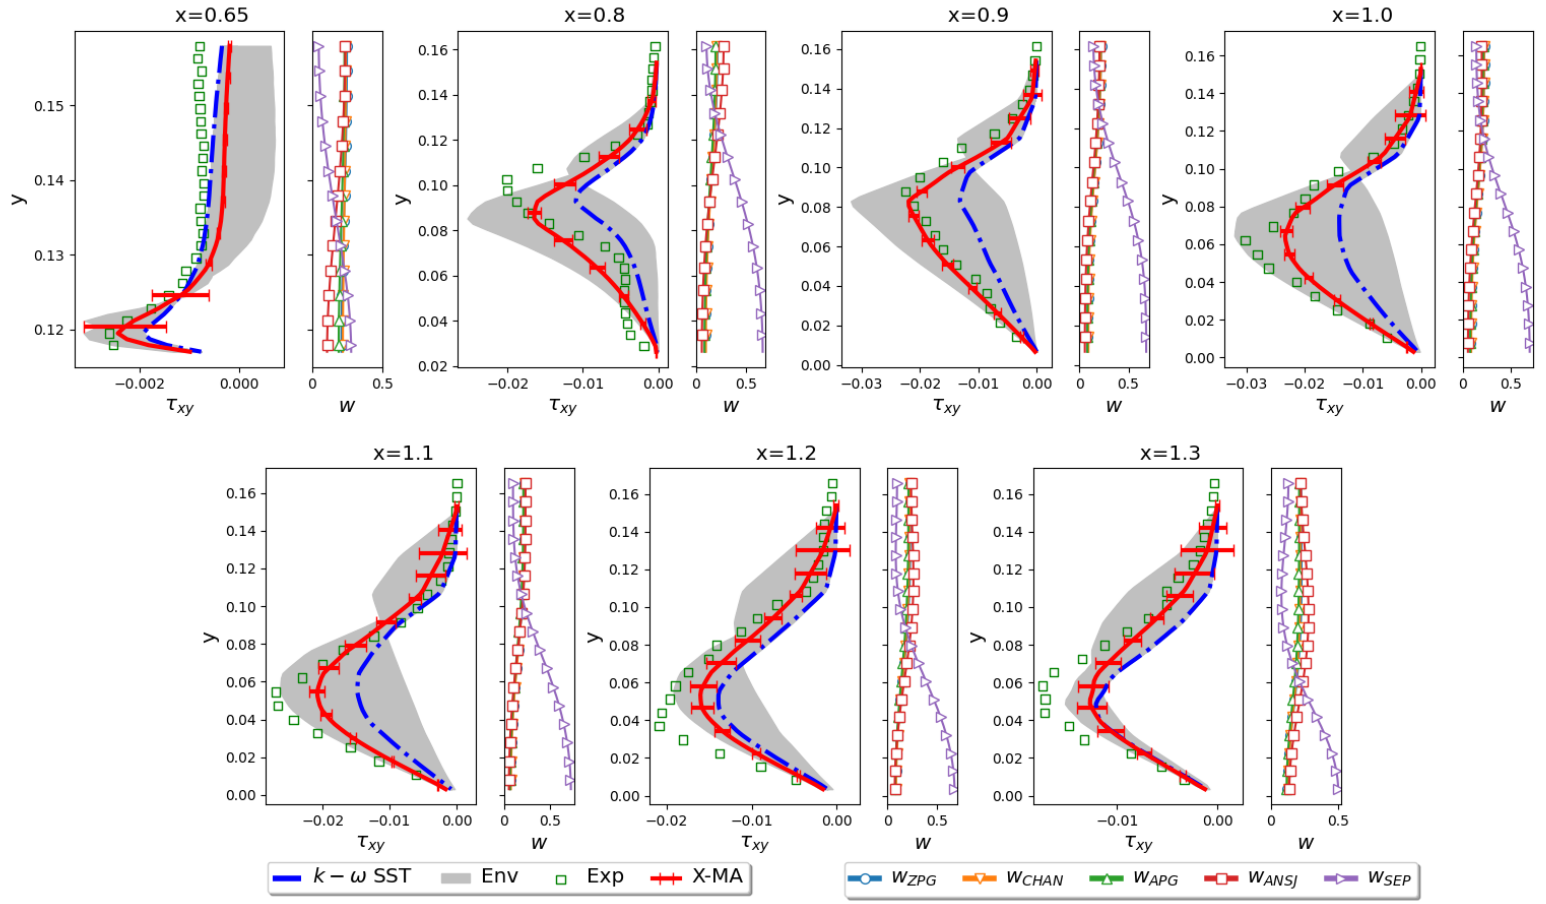 x=0.65 x=0.8 x=0.9 x=1.0
0.16 0.16 0.16
0.15 0.14 0.14 0.14
0.12 0.12 0.12
0.14 0.10 0.10 0.10
y y y y
0.08 0.08 0.08
0.13 0.06 0.06 0.06
0.04 0.04 0.04
0.12 0.02 0.02
0.02 0.00 0.00
−0.002 0.000 0 0.5 −0.02 −0.01 0.00 0 0.5 −0.03 −0.02 −0.01 0.00 0 0.5 −0.03 −0.02 −0.01 0.00 0 0.5
τxy w τxy w τxy w τxy w
x=1.1 x=1.2 x=1.3
0.16 0.16 0.16
0.14 0.14 0.14
0.12 0.12 0.12
0.10 0.10 0.10
y y y
0.08 0.08 0.08
0.06 0.06 0.06
0.04 0.04 0.04
0.02 0.02 0.02
0.00 0.00 0.00
−0.02 −0.01 0.00 0 0.5 −0.02 −0.01 0.00 0 0.5 −0.01 0.00 0 0.5
τxy w τxy w τxy w
k − ω SST Env Exp X-MA wZPG wCHAN wAPG wANSJ wSEP